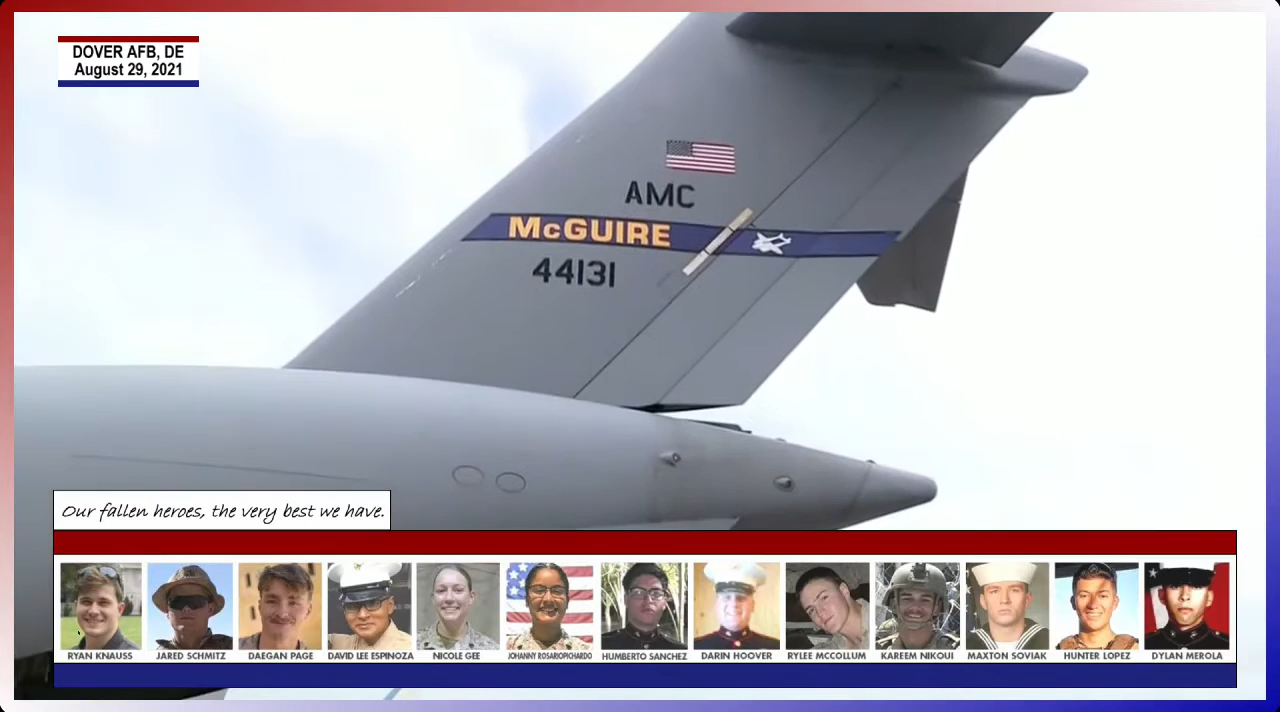 DOVER AFB, DE
August 29, 2021
AMC
McGUIRE
44131
Our fallen heroes, the very best we have.
RYAN KNAUSS
JARED SCHMITZ
DAEGAN PAGE
DAVID LEE ESPINOZA
NICOLE GEE
JOHANNY ROSARIOPICHARDO
HUMBERTO SANCHEZ
DARIN HOOVER
RYLEE MCCOLLUM
KAREEM NIKOUI
MAXTON SOVIAK
HUNTER LOPEZ
DYLAN MEROLA